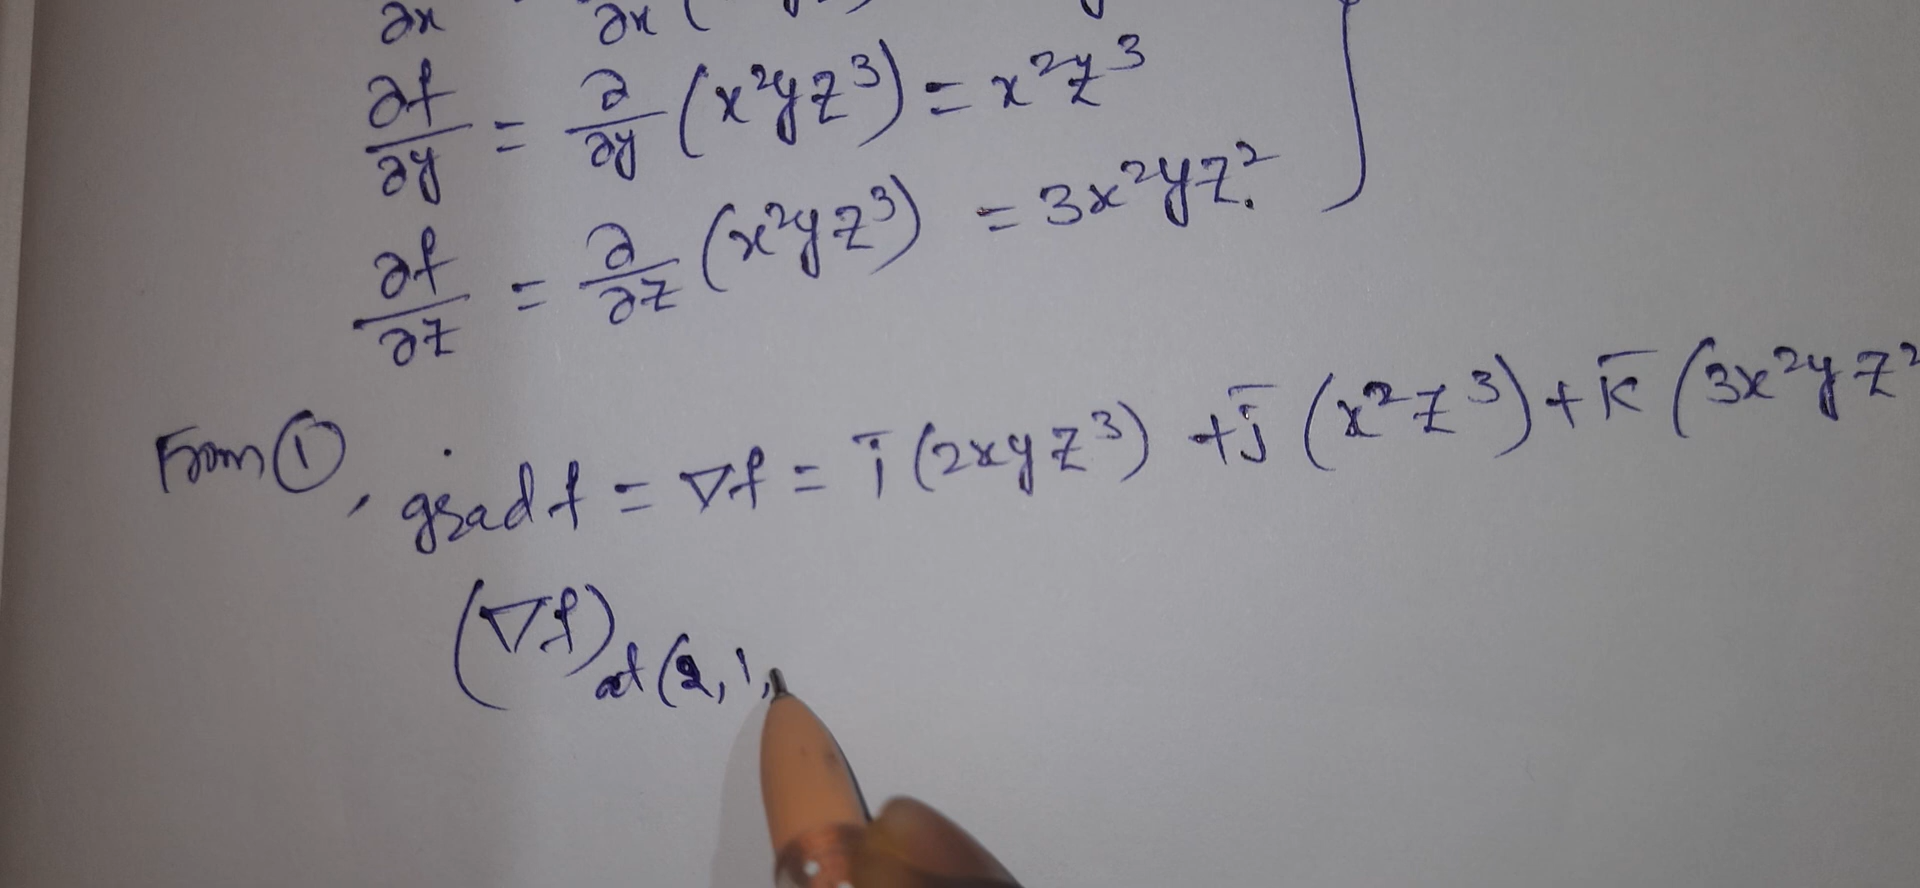 ∂x ∂x (
∂f/∂y = ∂/∂y (x²yz³) = x²z³
∂f/∂z = ∂/∂z (x²yz³) = 3x²yz².
From ①, grad f = ∇f = i̅ (2xyz³) + j̅ (x²z³) + k̅ (3x²yz²
(∇f) at (2, 1,